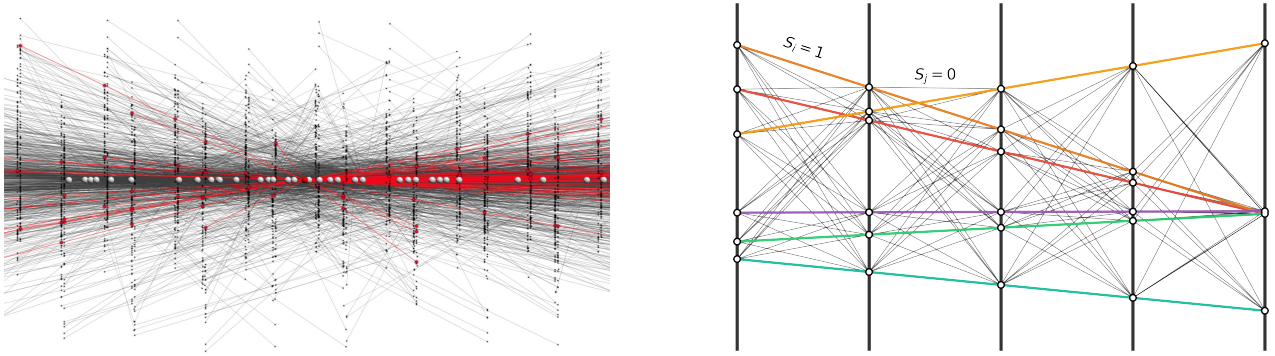 S_i = 1
S_j = 0